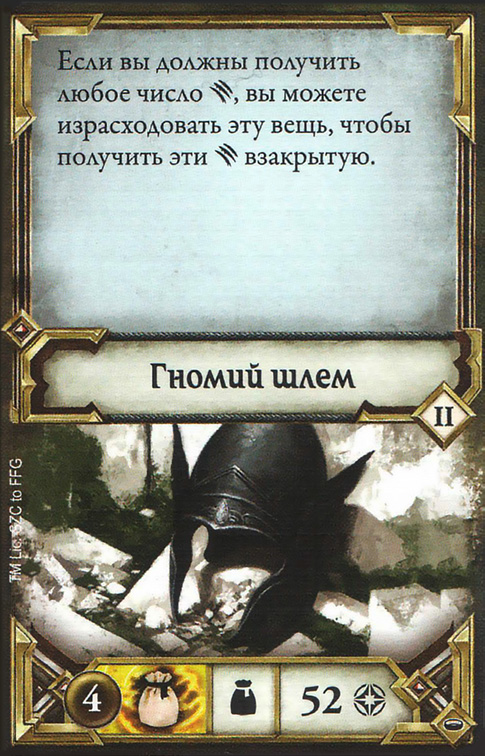 Если вы должны получить
любое число , вы можете
израсходовать эту вещь, чтобы
получить эти взакрытую.
Гномий шлем
II
TM Lic. SZC to FFG
4 52